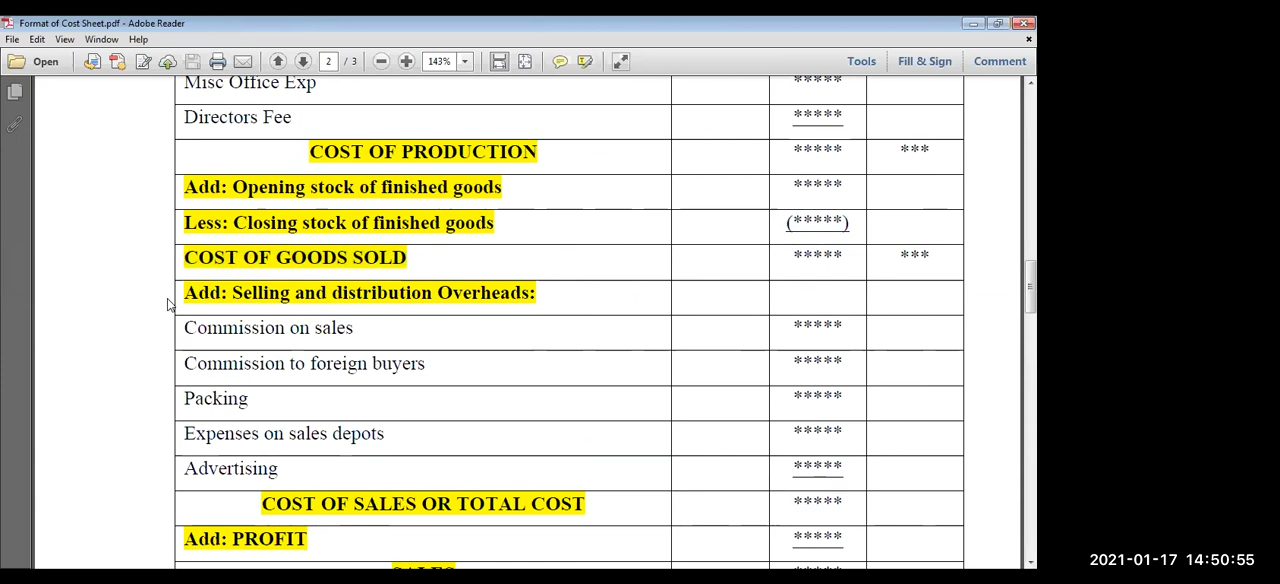 Format of Cost Sheet.pdf - Adobe Reader
File Edit View Window Help
Open 2 / 3 143% Tools Fill & Sign Comment
Misc Office Exp *****
Directors Fee *****
COST OF PRODUCTION ***** ***
Add: Opening stock of finished goods *****
Less: Closing stock of finished goods (*****)
COST OF GOODS SOLD ***** ***
Add: Selling and distribution Overheads:
Commission on sales *****
Commission to foreign buyers *****
Packing *****
Expenses on sales depots *****
Advertising *****
COST OF SALES OR TOTAL COST *****
Add: PROFIT *****
SALES *****
2021-01-17 14:50:55